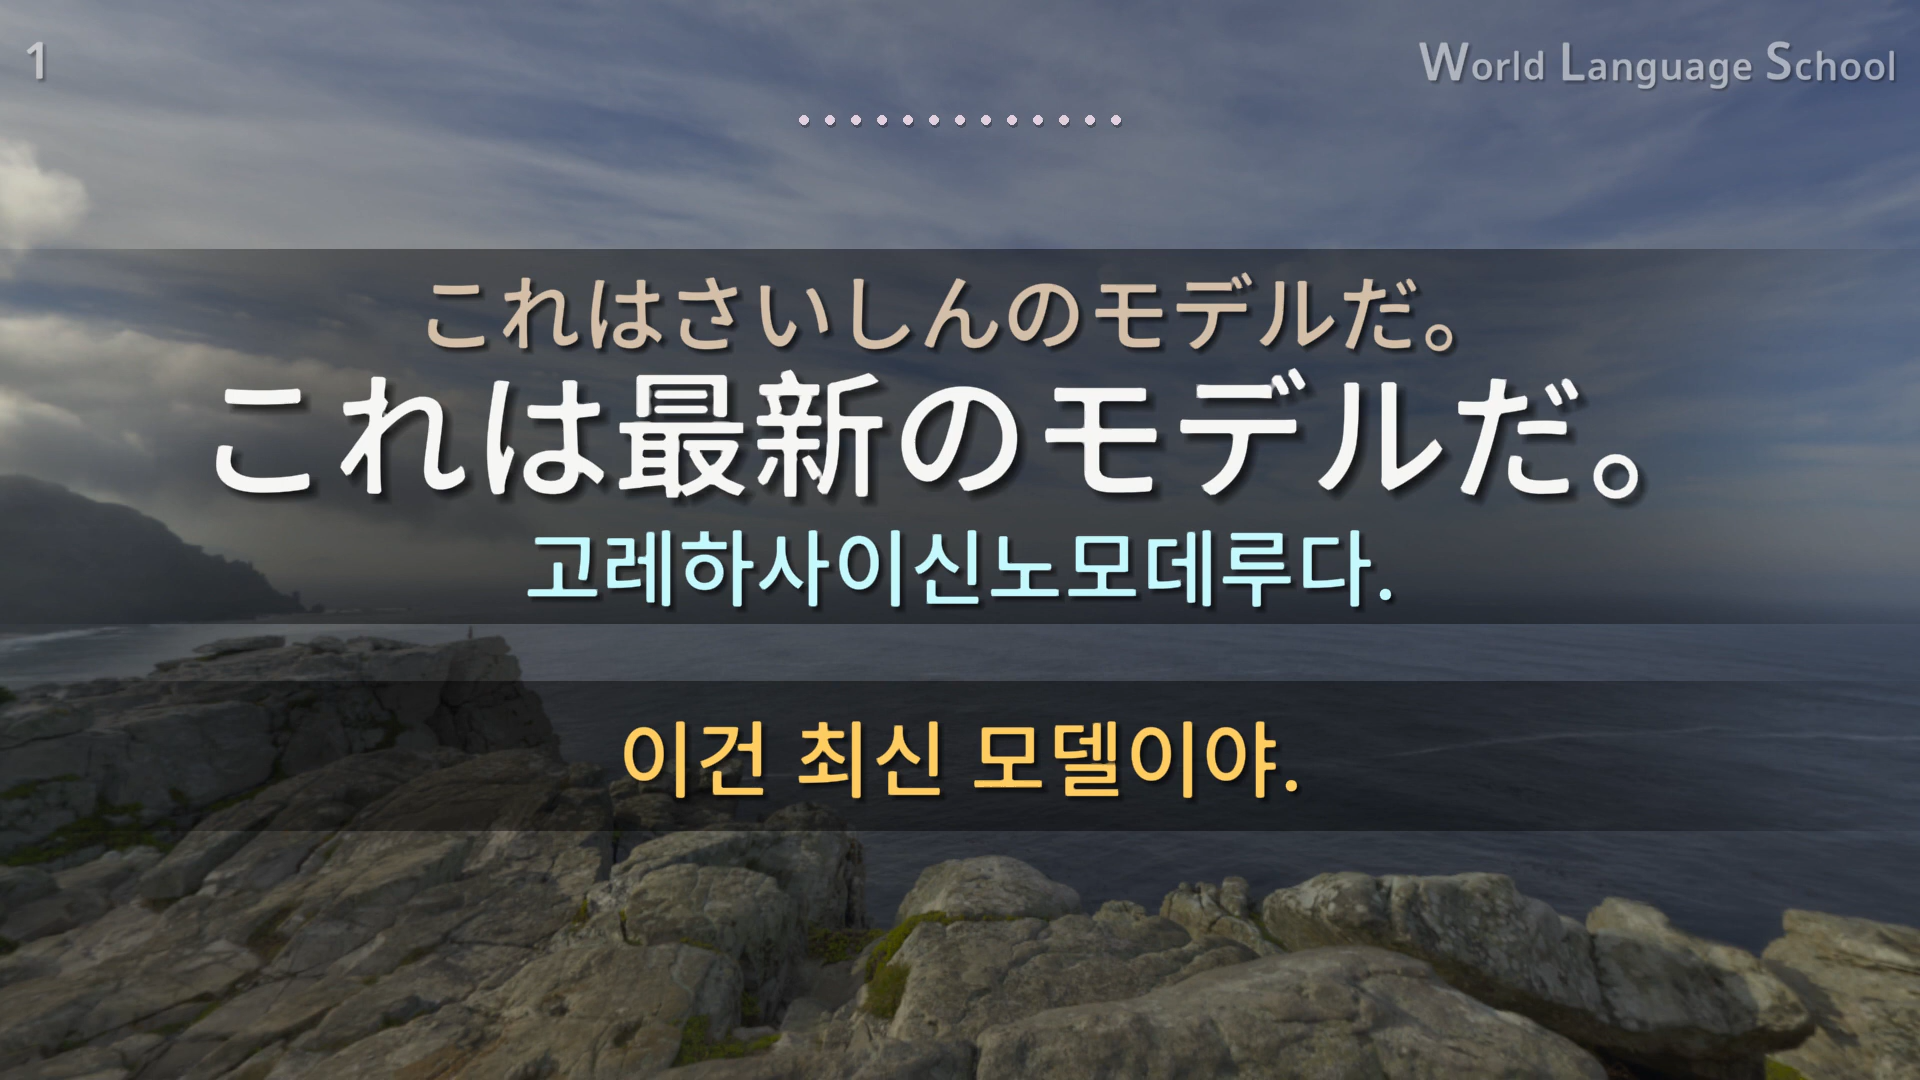 1
World Language School
これはさいしんのモデルだ。
これは最新のモデルだ。
고레하사이신노모데루다.
이건 최신 모델이야.